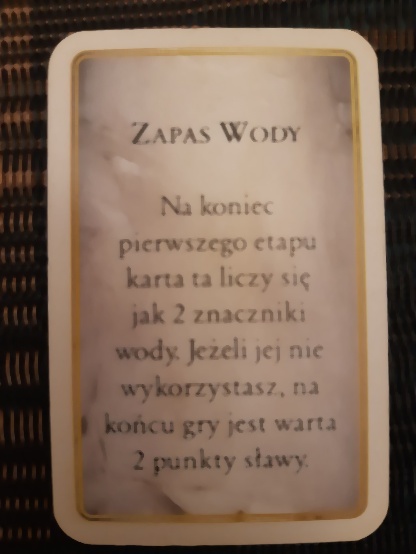 Zapas Wody
Na koniec
pierwszego etapu
karta ta liczy się
jak 2 znaczniki
wody. Jeżeli jej nie
wykorzystasz, na
końcu gry jest warta
2 punkty sławy.